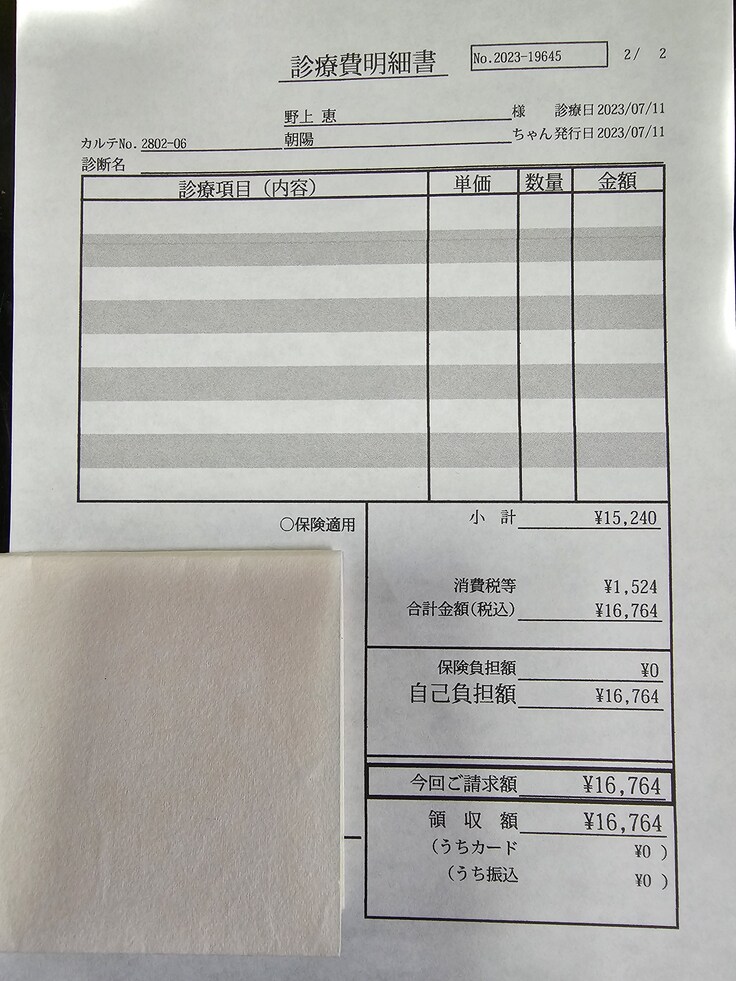 診療費明細書
No.2023-19645
2/ 2
野上 恵 様 診療日 2023/07/11
カルテNo. 2802-06 朝陽 ちゃん 発行日 2023/07/11
診断名
診療項目（内容） 単価 数量 金額
小 計 ¥15,240
○保険適用
消費税等 ¥1,524
合計金額(税込) ¥16,764
保険負担額 ¥0
自己負担額 ¥16,764
今回ご請求額 ¥16,764
領 収 額 ¥16,764
(うちカード ¥0 )
(うち振込 ¥0 )